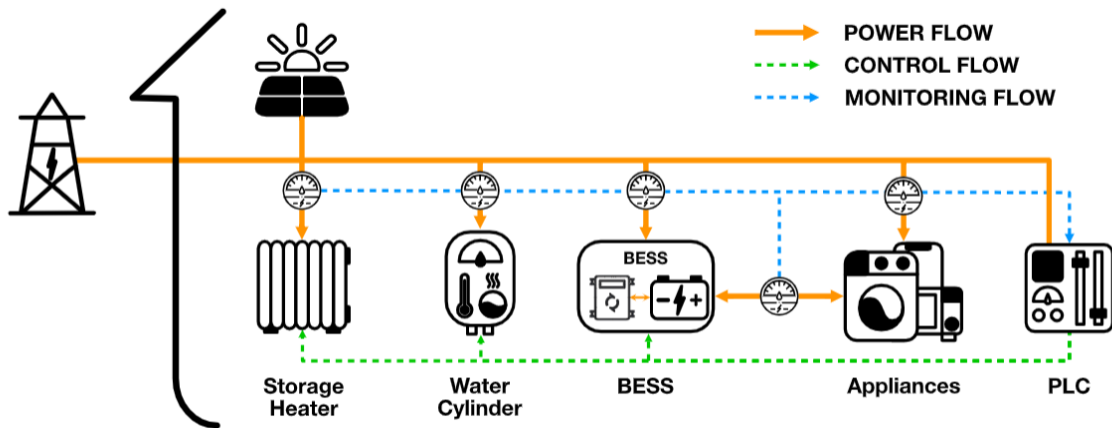 POWER FLOW
CONTROL FLOW
MONITORING FLOW
BESS
Storage
Heater
Water
Cylinder
BESS
Appliances
PLC